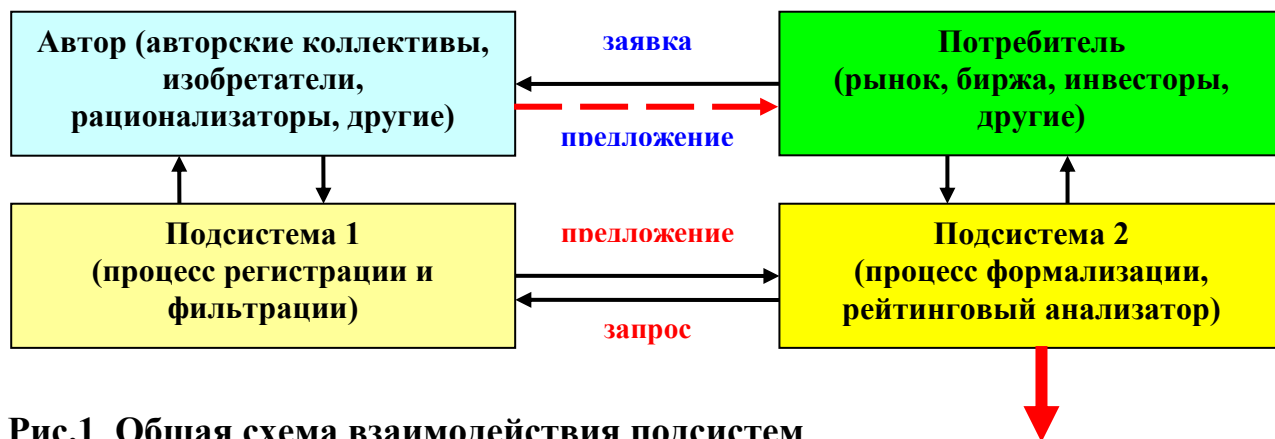 Автор (авторские коллективы,
изобретатели,
рационализаторы, другие)
заявка
предложение
Потребитель
(рынок, биржа, инвесторы,
другие)
Подсистема 1
(процесс регистрации и
фильтрации)
предложение
запрос
Подсистема 2
(процесс формализации,
рейтинговый анализатор)
Рис.1 Общая схема взаимодействия подсистем